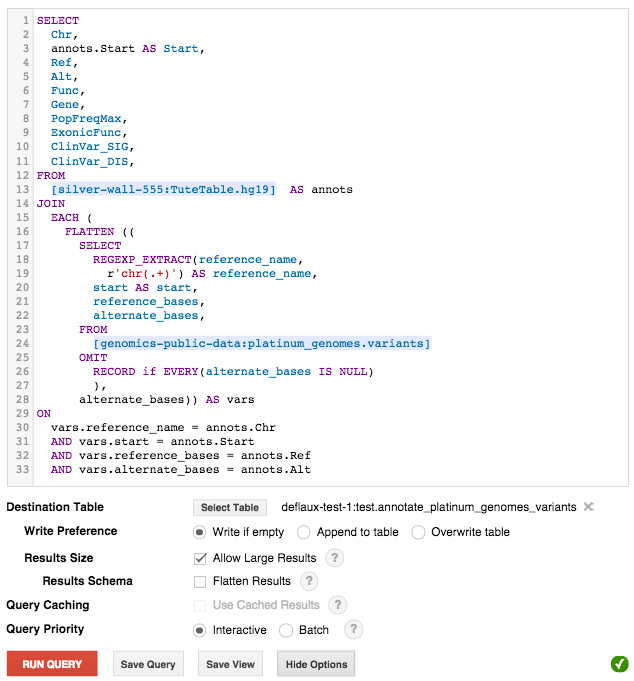 1 SELECT
2 Chr,
3 annots.Start AS Start,
4 Ref,
5 Alt,
6 Func,
7 Gene,
8 PopFreqMax,
9 ExonicFunc,
10 ClinVar_SIG,
11 ClinVar_DIS,
12 FROM
13 [silver-wall-555:TuteTable.hg19] AS annots
14 JOIN
15 EACH (
16 FLATTEN ((
17 SELECT
18 REGEXP_EXTRACT(reference_name,
19 r'chr(.+)') AS reference_name,
20 start AS start,
21 reference_bases,
22 alternate_bases,
23 FROM
24 [genomics-public-data:platinum_genomes.variants]
25 OMIT
26 RECORD if EVERY(alternate_bases IS NULL)
27 ),
28 alternate_bases)) AS vars
29 ON
30 vars.reference_name = annots.Chr
31 AND vars.start = annots.Start
32 AND vars.reference_bases = annots.Ref
33 AND vars.alternate_bases = annots.Alt
Destination Table Select Table deflaux-test-1:test.annotate_platinum_genomes_variants
Write Preference Write if empty Append to table Overwrite table
Results Size Allow Large Results ?
Results Schema Flatten Results ?
Query Caching Use Cached Results ?
Query Priority Interactive Batch ?
RUN QUERY Save Query Save View Hide Options